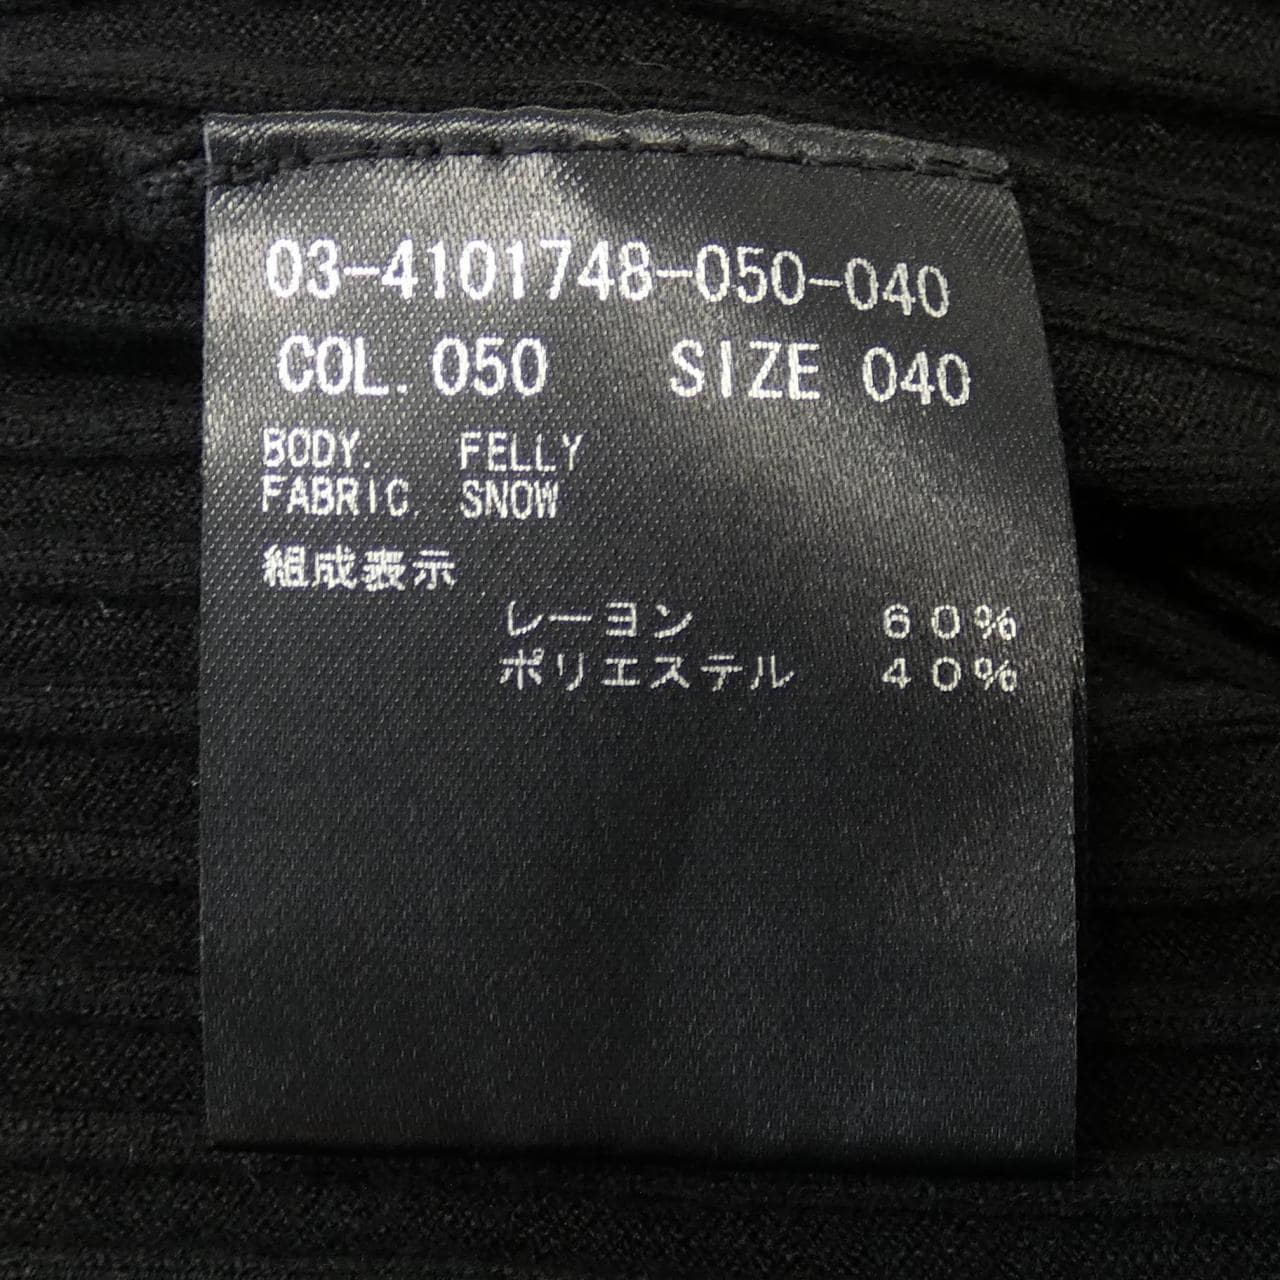 03-4101748-050-040
COL. 050 SIZE 040
BODY. FELLY
FABRIC. SNOW
組成表示
レーヨン 60%
ポリエステル 40%